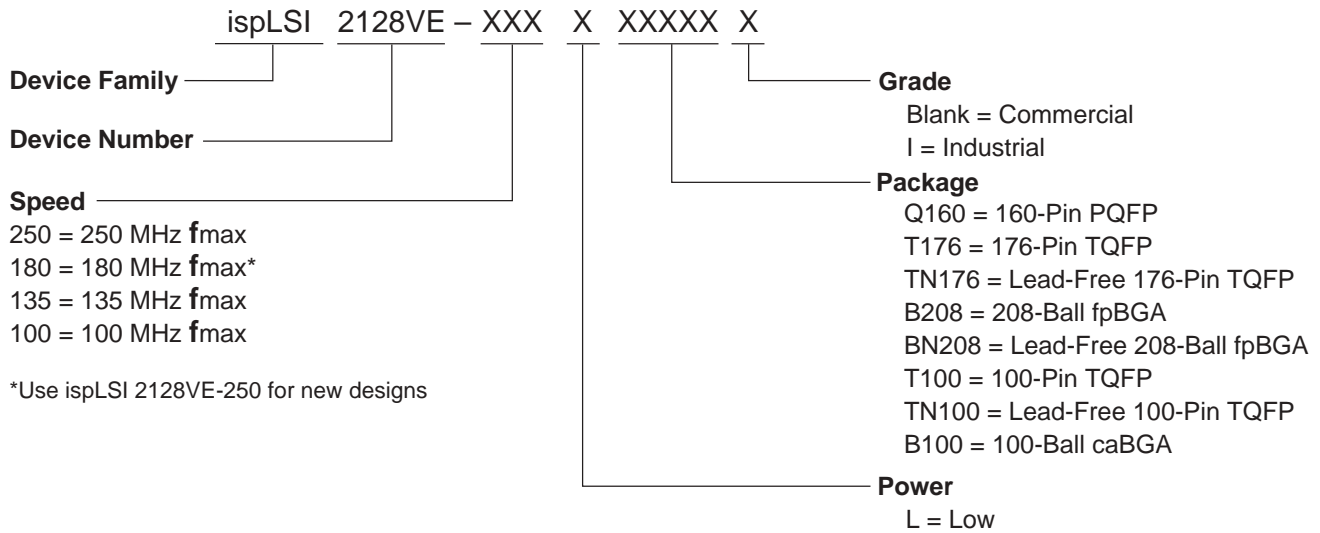 ispLSI 2128VE – XXX X XXXXX X
Device Family
Device Number
Speed
250 = 250 MHz fmax
180 = 180 MHz fmax*
135 = 135 MHz fmax
100 = 100 MHz fmax
*Use ispLSI 2128VE-250 for new designs
Grade
Blank = Commercial
I = Industrial
Package
Q160 = 160-Pin PQFP
T176 = 176-Pin TQFP
TN176 = Lead-Free 176-Pin TQFP
B208 = 208-Ball fpBGA
BN208 = Lead-Free 208-Ball fpBGA
T100 = 100-Pin TQFP
TN100 = Lead-Free 100-Pin TQFP
B100 = 100-Ball caBGA
Power
L = Low